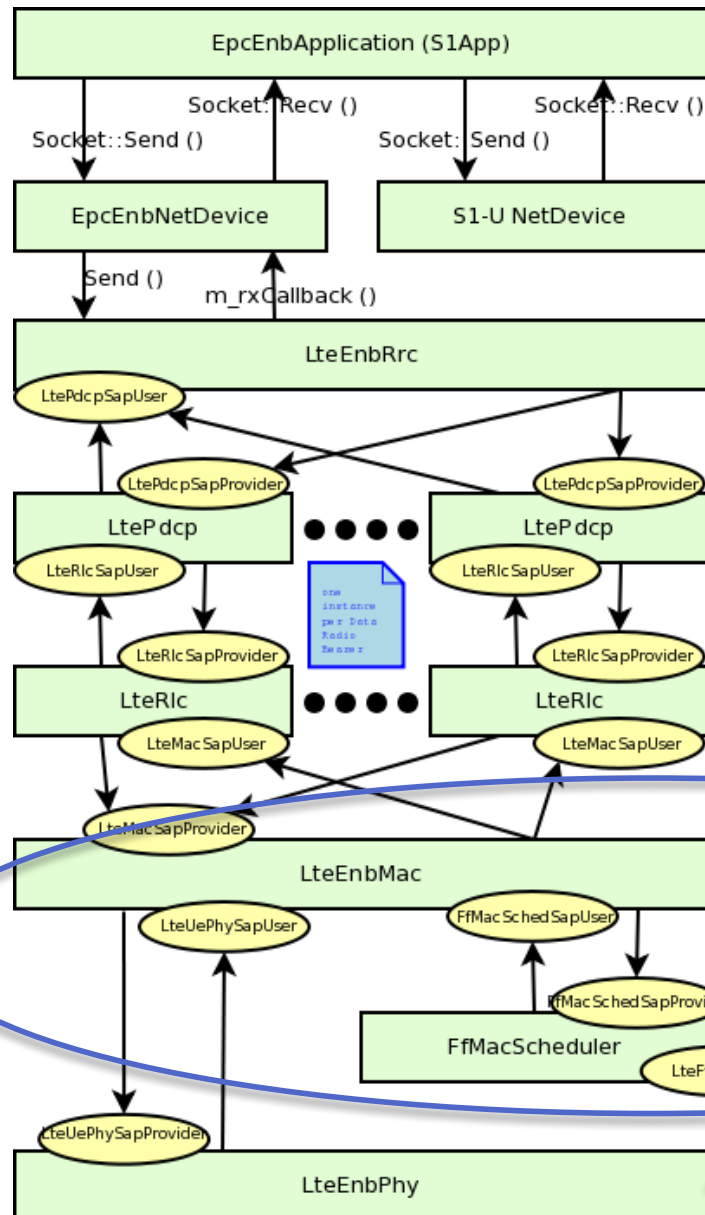 EpcEnbApplication (S1App)
Socket::Recv ()
Socket::Recv ()
Socket::Send ()
Socket::Send ()
EpcEnbNetDevice
S1-U NetDevice
Send ()
m_rxCallback ()
LteEnbRrc
LtePdcpSapUser
LtePdcpSapProvider
LtePdcpSapProvider
LtePdcp
LtePdcp
LteRlcSapUser
LteRlcSapUser
one
instance
per Data
Radio
Bearer
LteRlcSapProvider
LteRlcSapProvider
LteRlc
LteRlc
LteMacSapUser
LteMacSapUser
LteMacSapProvider
LteEnbMac
LteUePhySapUser
FfMacSchedSapUser
FfMacSchedSapProvi
FfMacScheduler
LteF
LteUePhySapProvider
LteEnbPhy